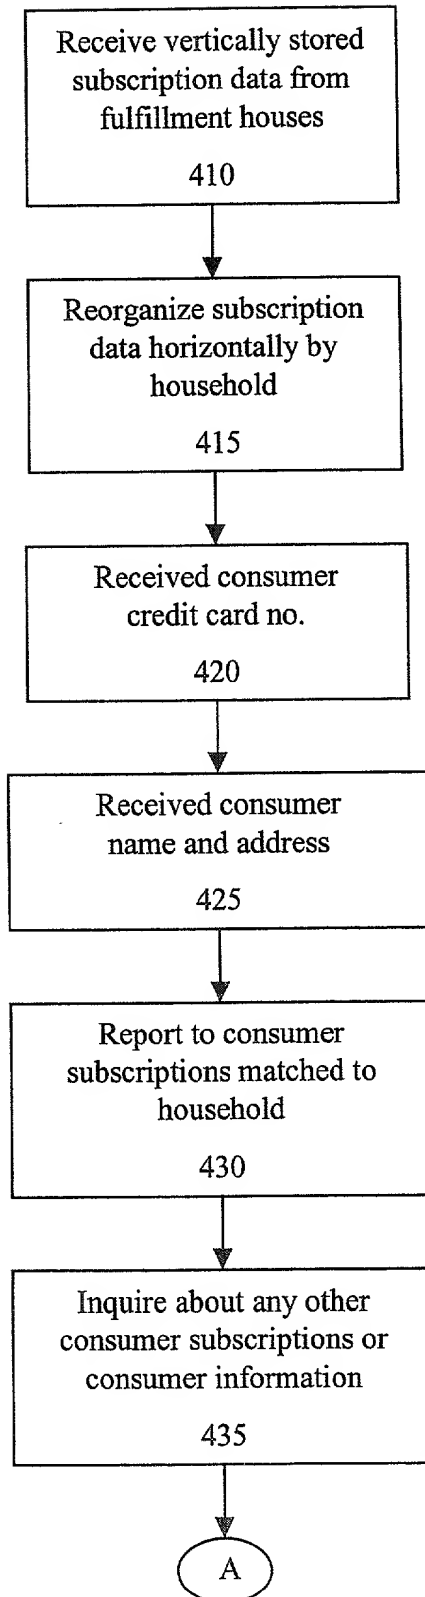 Receive vertically stored
subscription data from
fulfillment houses
410
Reorganize subscription
data horizontally by
household
415
Received consumer
credit card no.
420
Received consumer
name and address
425
Report to consumer
subscriptions matched to
household
430
Inquire about any other
consumer subscriptions or
consumer information
435
A